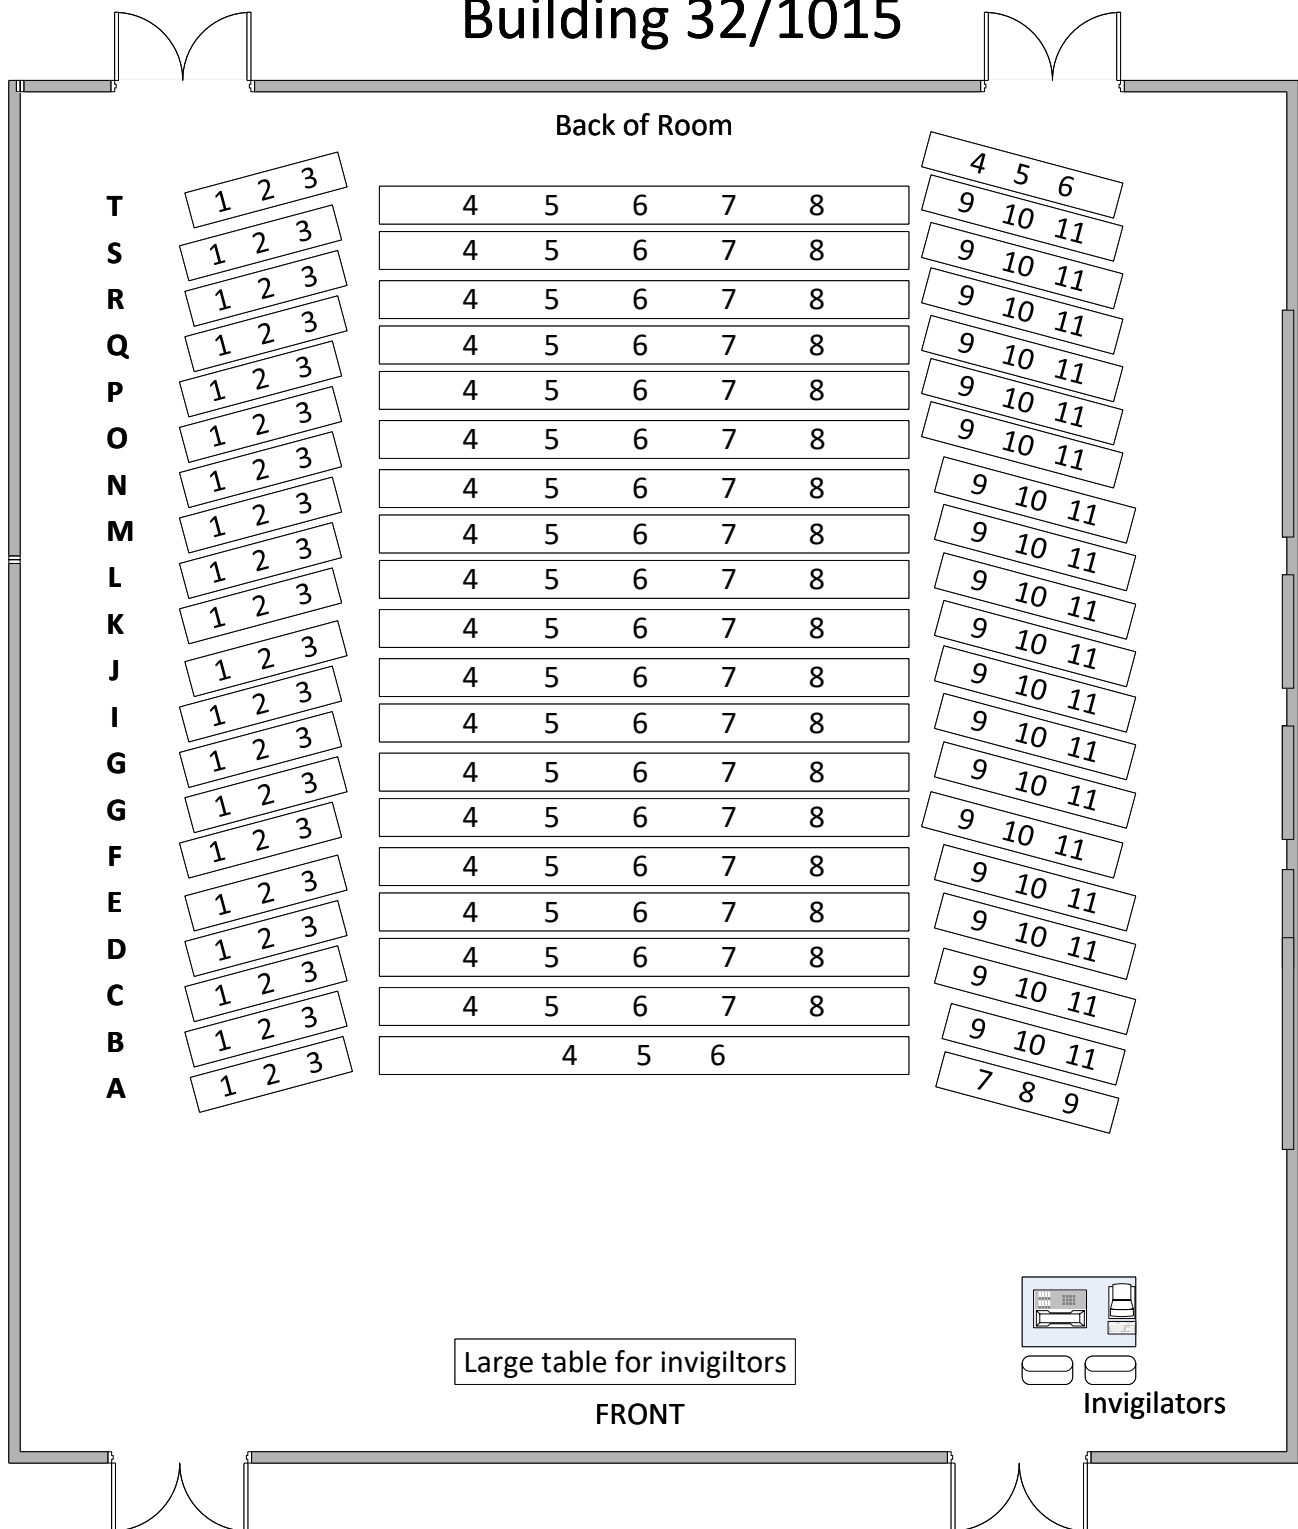 Building 32/1015
Back of Room
T 1 2 3 4 5 6
S 1 2 3 4 5 6 7 8 9 10 11
R 1 2 3 4 5 6 7 8 9 10 11
Q 1 2 3 4 5 6 7 8 9 10 11
P 1 2 3 4 5 6 7 8 9 10 11
O 1 2 3 4 5 6 7 8 9 10 11
N 1 2 3 4 5 6 7 8 9 10 11
M 1 2 3 4 5 6 7 8 9 10 11
L 1 2 3 4 5 6 7 8 9 10 11
K 1 2 3 4 5 6 7 8 9 10 11
J 1 2 3 4 5 6 7 8 9 10 11
I 1 2 3 4 5 6 7 8 9 10 11
G 1 2 3 4 5 6 7 8 9 10 11
G 1 2 3 4 5 6 7 8 9 10 11
F 1 2 3 4 5 6 7 8 9 10 11
E 1 2 3 4 5 6 7 8 9 10 11
D 1 2 3 4 5 6 7 8 9 10 11
C 1 2 3 4 5 6 7 8 9 10 11
B 1 2 3 4 5 6 7 8 9 10 11
A 1 2 3 4 5 6 7 8 9
Large table for invigiltors
Invigilators
FRONT